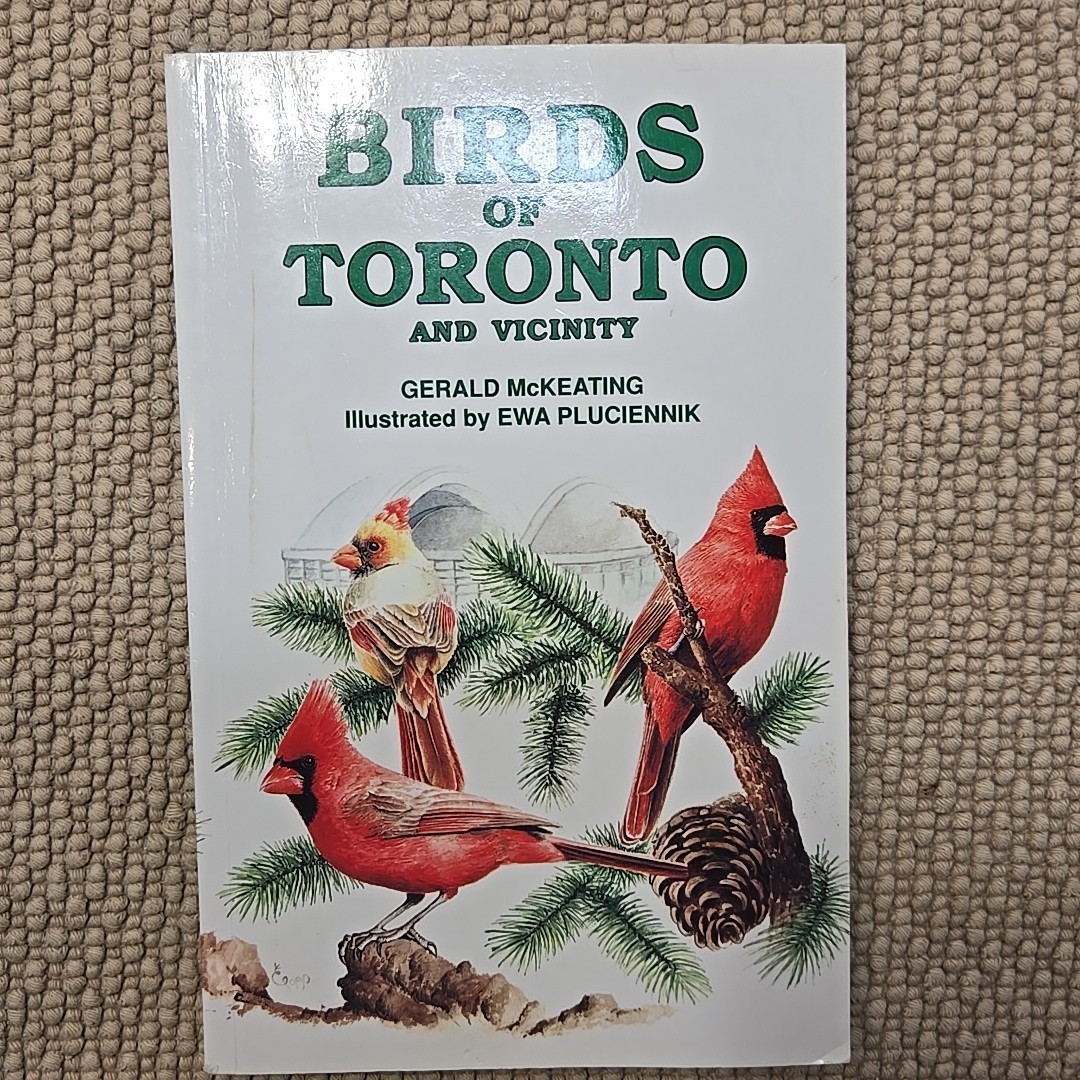 BIRDS
OF
TORONTO
AND VICINITY
GERALD McKEATING
Illustrated by EWA PLUCIENNIK